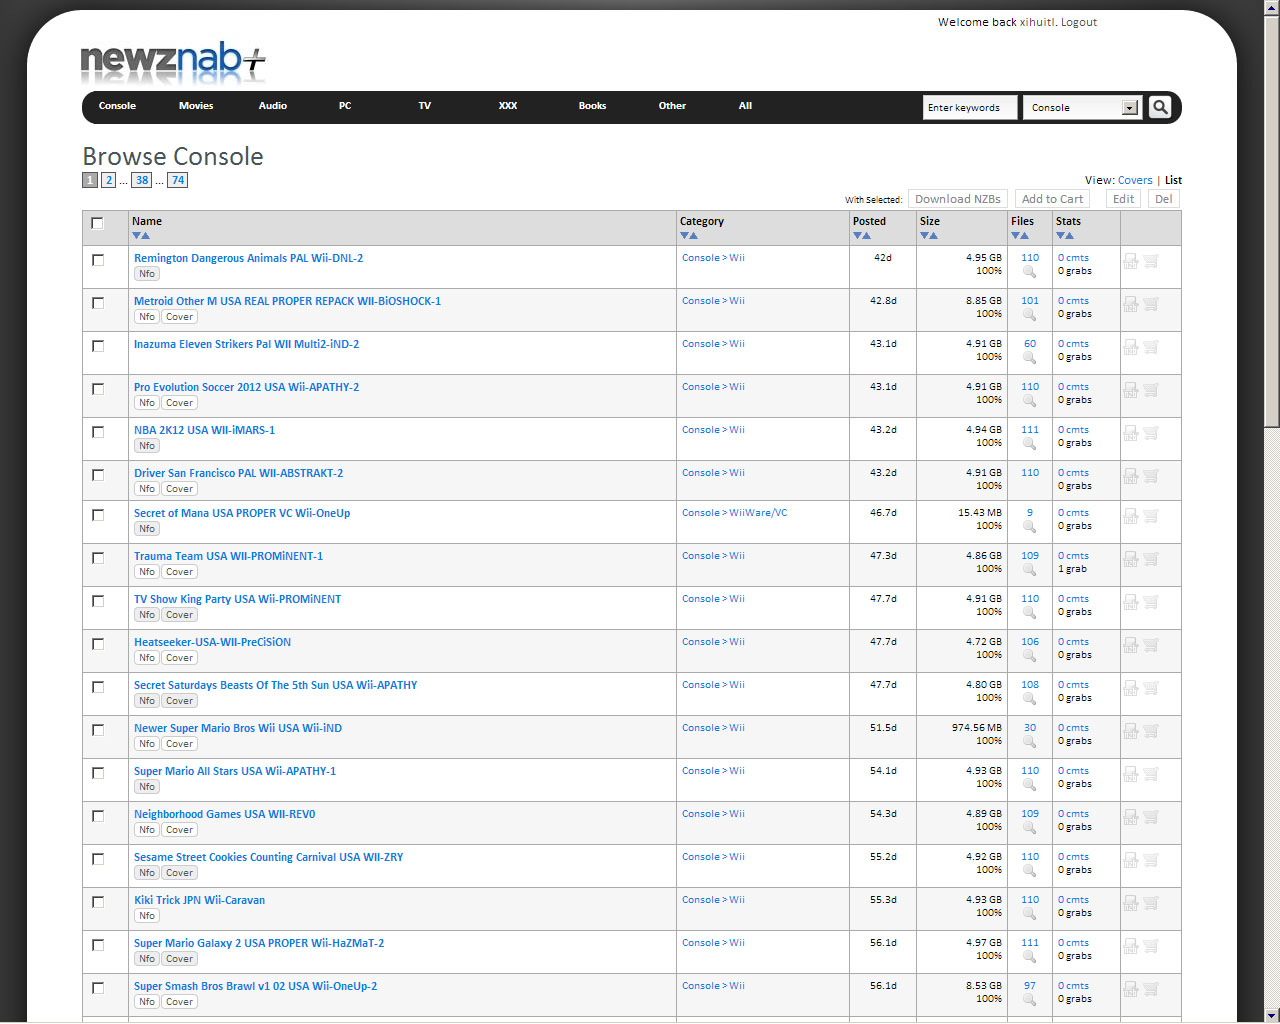 Welcome back xihuitl. Logout
newznab+
Console Movies Audio PC TV XXX Books Other All Enter keywords Console
Browse Console
1 2 ... 38 ... 74
View: Covers | List
With Selected: Download NZBs Add to Cart Edit Del
Name Category Posted Size Files Stats
Remington Dangerous Animals PAL Wii-DNL-2 Console > Wii 42d 4.95 GB 110 0 cmts
Nfo 100% 0 grabs
Metroid Other M USA REAL PROPER REPACK WII-BiOSHOCK-1 Console > Wii 42.8d 8.85 GB 101 0 cmts
Nfo Cover 100% 0 grabs
Inazuma Eleven Strikers Pal WII Multi2-iND-2 Console > Wii 43.1d 4.91 GB 60 0 cmts
100% 0 grabs
Pro Evolution Soccer 2012 USA Wii-APATHY-2 Console > Wii 43.1d 4.91 GB 110 0 cmts
Nfo Cover 100% 0 grabs
NBA 2K12 USA WII-iMARS-1 Console > Wii 43.2d 4.94 GB 111 0 cmts
Nfo 100% 0 grabs
Driver San Francisco PAL WII-ABSTRAKT-2 Console > Wii 43.2d 4.91 GB 110 0 cmts
Nfo Cover 100% 0 grabs
Secret of Mana USA PROPER VC Wii-OneUp Console > WiiWare/VC 46.7d 15.43 MB 9 0 cmts
Nfo 100% 0 grabs
Trauma Team USA WII-PROMiNENT-1 Console > Wii 47.3d 4.86 GB 109 0 cmts
Nfo Cover 100% 1 grab
TV Show King Party USA Wii-PROMiNENT Console > Wii 47.7d 4.91 GB 110 0 cmts
Nfo Cover 100% 0 grabs
Heatseeker-USA-WII-PreCiSiON Console > Wii 47.7d 4.72 GB 106 0 cmts
Nfo Cover 100% 0 grabs
Secret Saturdays Beasts Of The 5th Sun USA Wii-APATHY Console > Wii 47.7d 4.80 GB 108 0 cmts
Nfo Cover 100% 0 grabs
Newer Super Mario Bros Wii USA Wii-iND Console > Wii 51.5d 974.56 MB 30 0 cmts
Nfo Cover 100% 0 grabs
Super Mario All Stars USA Wii-APATHY-1 Console > Wii 54.1d 4.93 GB 110 0 cmts
Nfo 100% 0 grabs
Neighborhood Games USA WII-REV0 Console > Wii 54.3d 4.89 GB 109 0 cmts
Nfo Cover 100% 0 grabs
Sesame Street Cookies Counting Carnival USA WII-ZRY Console > Wii 55.2d 4.92 GB 110 0 cmts
Nfo Cover 100% 0 grabs
Kiki Trick JPN Wii-Caravan Console > Wii 55.3d 4.93 GB 110 0 cmts
Nfo 100% 0 grabs
Super Mario Galaxy 2 USA PROPER Wii-HaZMaT-2 Console > Wii 56.1d 4.97 GB 111 0 cmts
Nfo Cover 100% 0 grabs
Super Smash Bros Brawl v1 02 USA Wii-OneUp-2 Console > Wii 56.1d 8.53 GB 97 0 cmts
Nfo Cover 100% 0 grabs